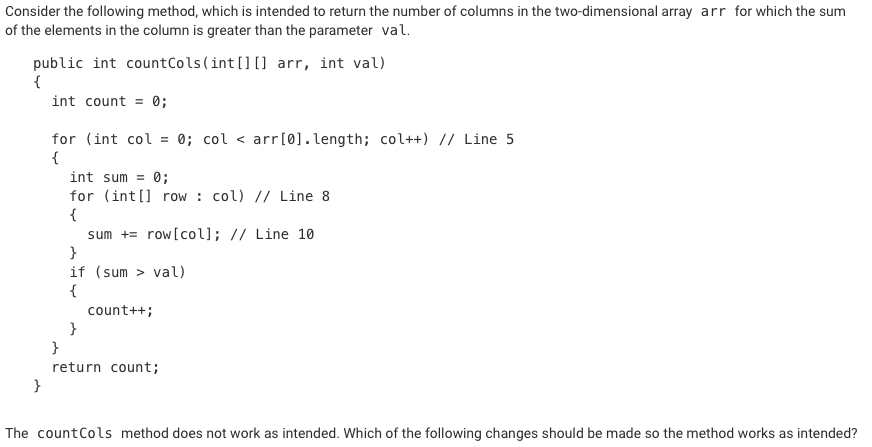 Consider the following method, which is intended to return the number of columns in the two-dimensional array arr for which the sum
of the elements in the column is greater than the parameter val.
public int countCols(int[][] arr, int val)
{
int count = 0;
for (int col = 0; col < arr[0].length; col++) // Line 5
{
int sum = 0;
for (int[] row : col) // Line 8
{
sum += row[col]; // Line 10
}
if (sum > val)
{
count++;
}
}
return count;
}
The countCols method does not work as intended. Which of the following changes should be made so the method works as intended?